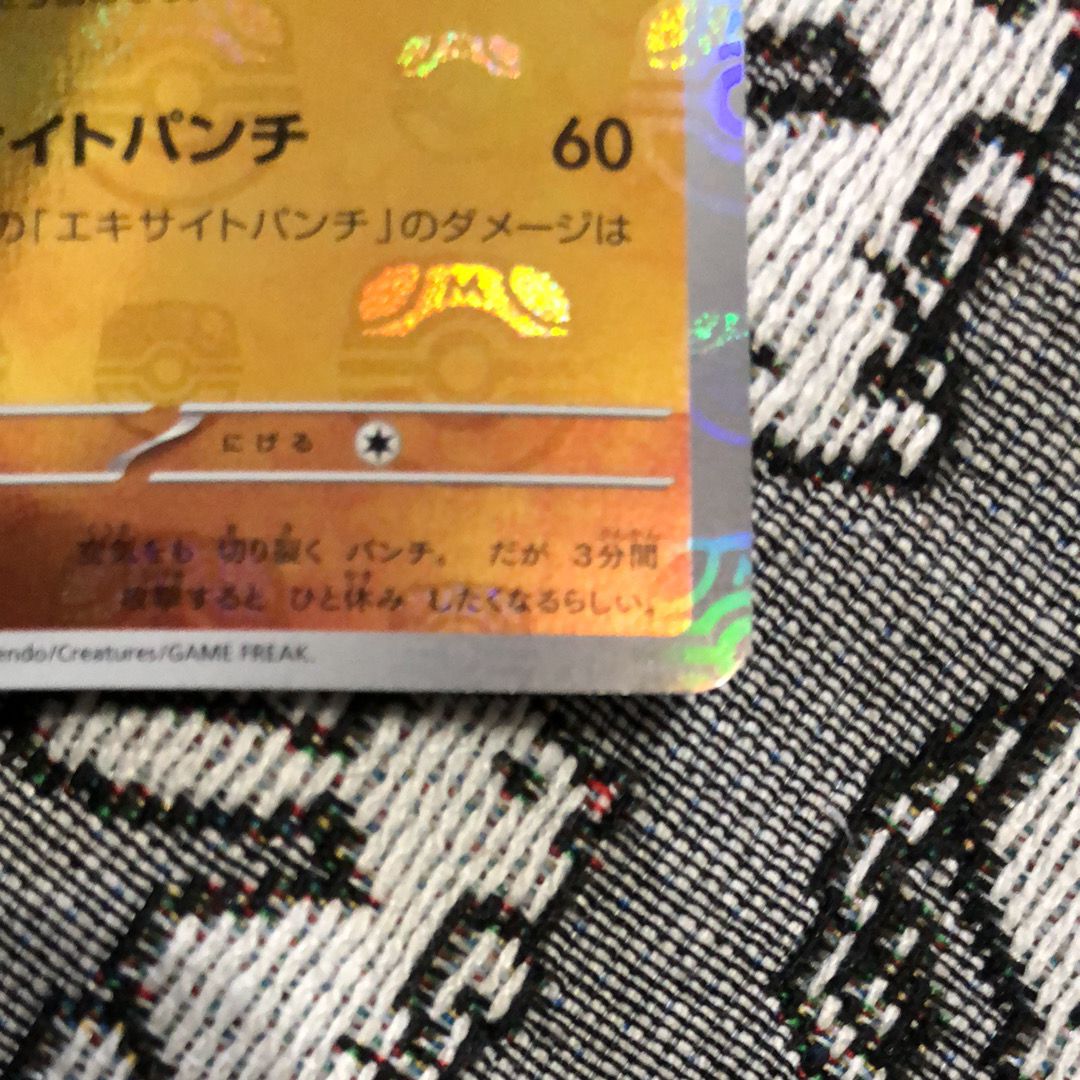 イトパンチ 60
の「エキサイトパンチ」のダメージは
にげる
空気をも 切り裂く パンチ。 だが 3分間
攻撃すると ひと休み したくなるらしい。
endo/Creatures/GAME FREAK.